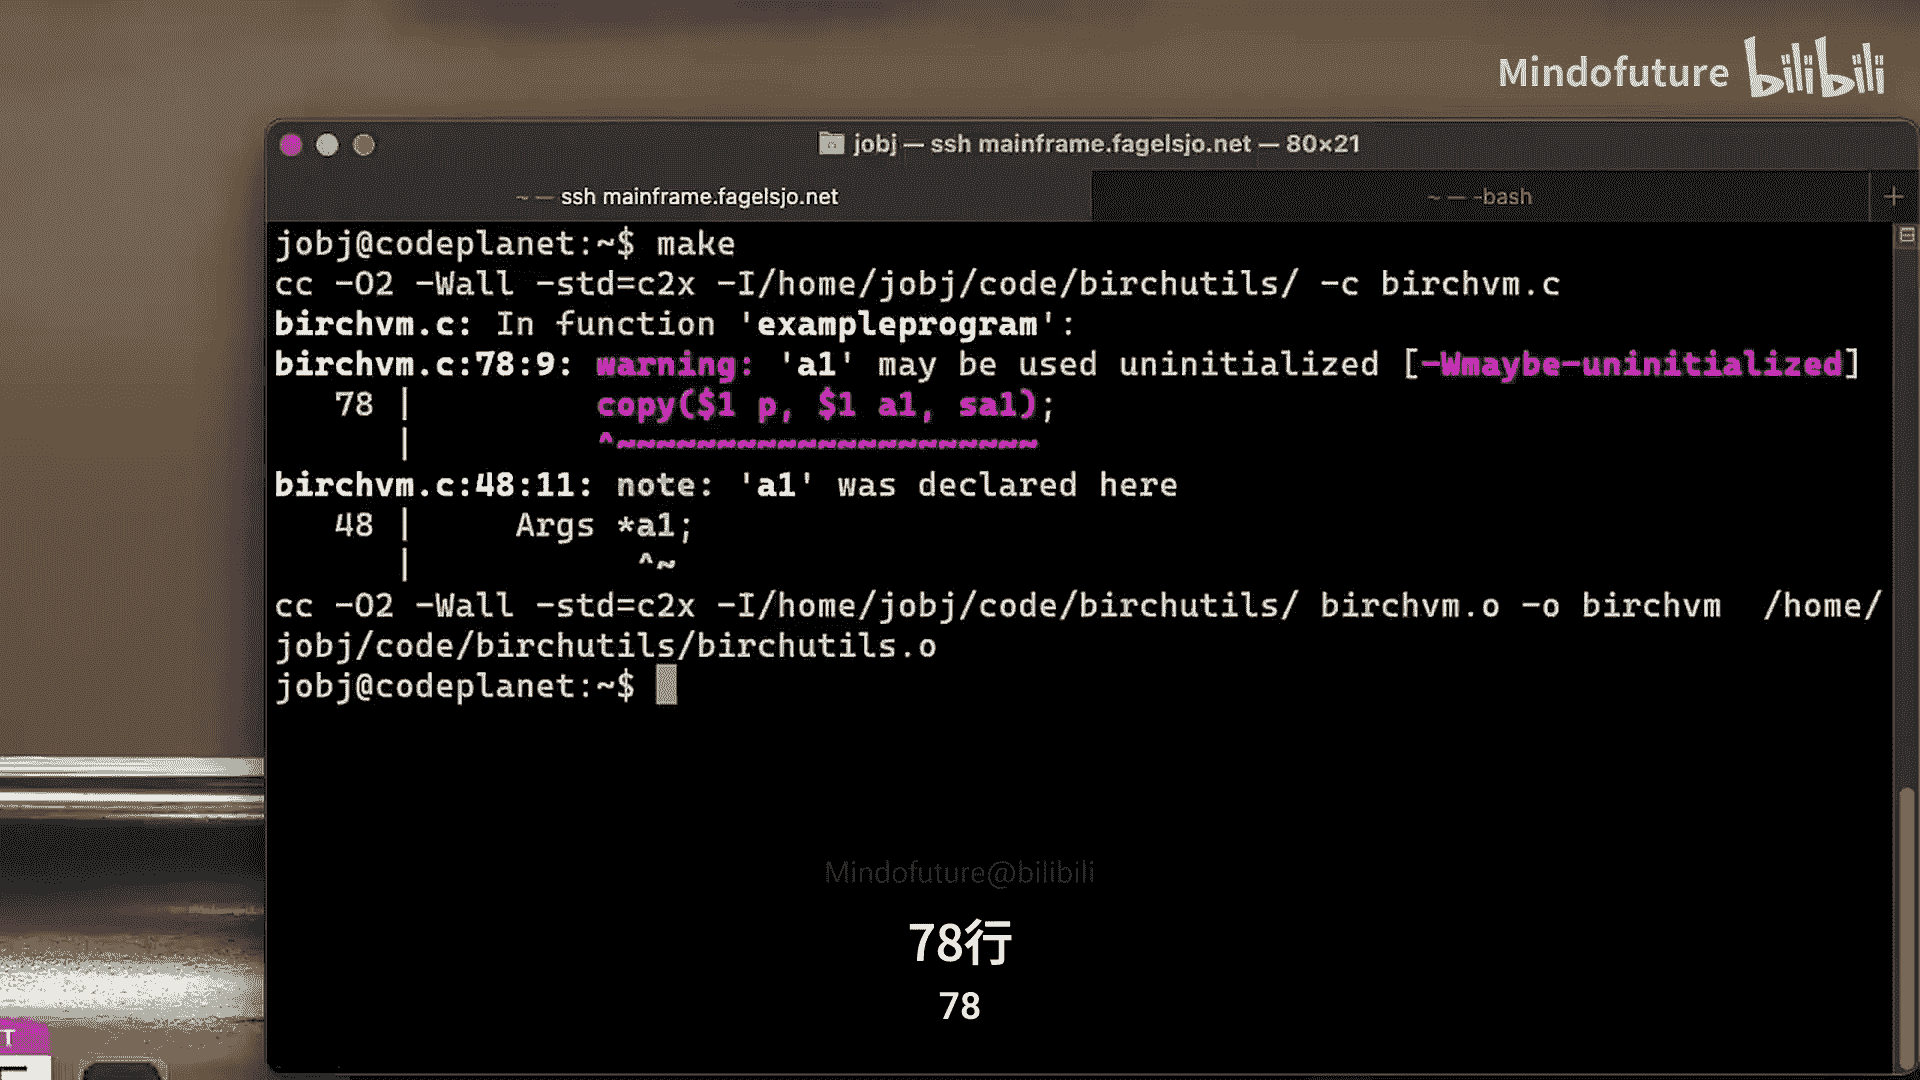 Mindofuture bilibili
jobj — ssh mainframe.fagelsjo.net — 80×21
~ — ssh mainframe.fagelsjo.net
~ — -bash
+
jobj@codeplanet:~$ make
cc -O2 -Wall -std=c2x -I/home/jobj/code/birchutils/ -c birchvm.c
birchvm.c: In function 'exampleprogram':
birchvm.c:78:9: warning: 'a1' may be used uninitialized [-Wmaybe-uninitialized]
78 |         copy($1 p, $1 a1, sa1);
|         ^~~~~~~~~~~~~~~~~~~~~~
birchvm.c:48:11: note: 'a1' was declared here
48 |     Args *a1;
|           ^~
cc -O2 -Wall -std=c2x -I/home/jobj/code/birchutils/ birchvm.o -o birchvm  /home/
jobj/code/birchutils/birchutils.o
jobj@codeplanet:~$
Mindofuture@bilibili
78行
78
T